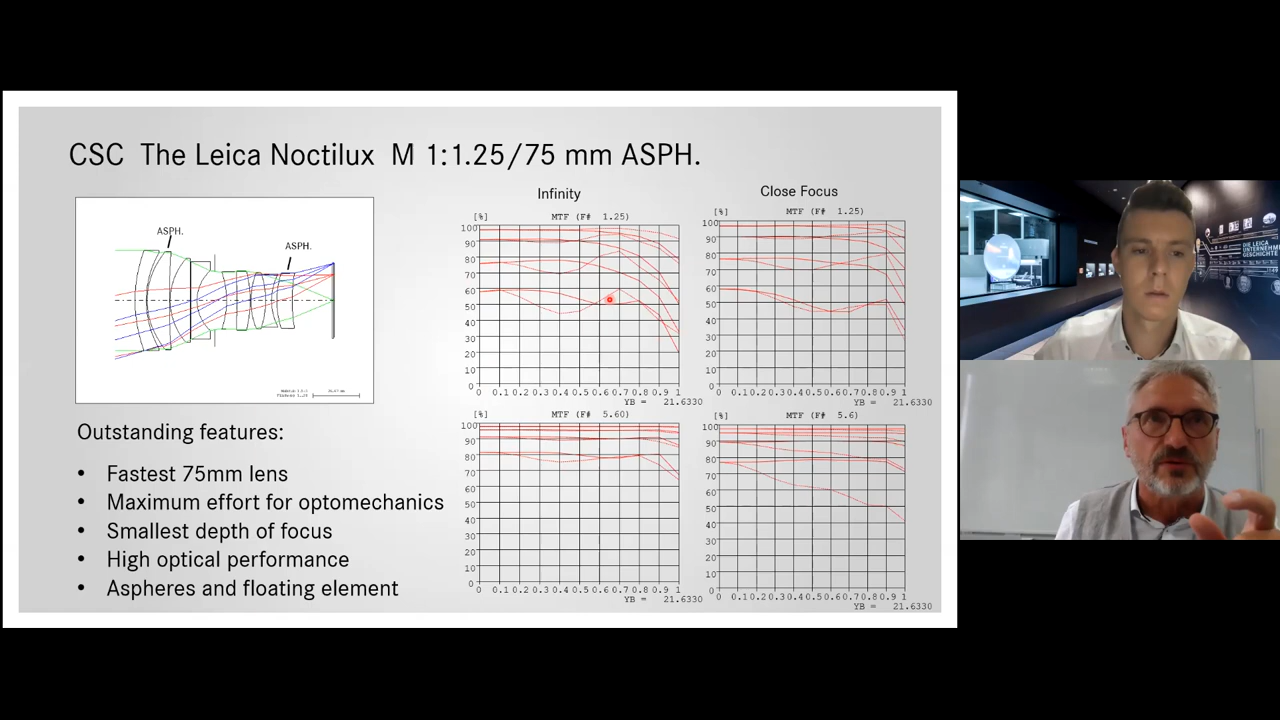 CSC The Leica Noctilux M 1:1.25/75 mm ASPH.
ASPH.
ASPH.
Outstanding features:
• Fastest 75mm lens
• Maximum effort for optomechanics
• Smallest depth of focus
• High optical performance
• Aspheres and floating element
Infinity
[%] MTF (F# 1.25)
100
90
80
70
60
50
40
30
20
10
0
0 0.1 0.2 0.3 0.4 0.5 0.6 0.7 0.8 0.9 1
YB = 21.6330
Close Focus
[%] MTF (F# 1.25)
100
90
80
70
60
50
40
30
20
10
0
0 0.1 0.2 0.3 0.4 0.5 0.6 0.7 0.8 0.9 1
YB = 21.6330
[%] MTF (F# 5.60)
100
90
80
70
60
50
40
30
20
10
0
0 0.1 0.2 0.3 0.4 0.5 0.6 0.7 0.8 0.9 1
YB = 21.6330
[%] MTF (F# 5.6)
100
90
80
70
60
50
40
30
20
10
0
0 0.1 0.2 0.3 0.4 0.5 0.6 0.7 0.8 0.9 1
YB = 21.6330
DIE LEICA
UNTERNEHMENS
GESCHICHTE